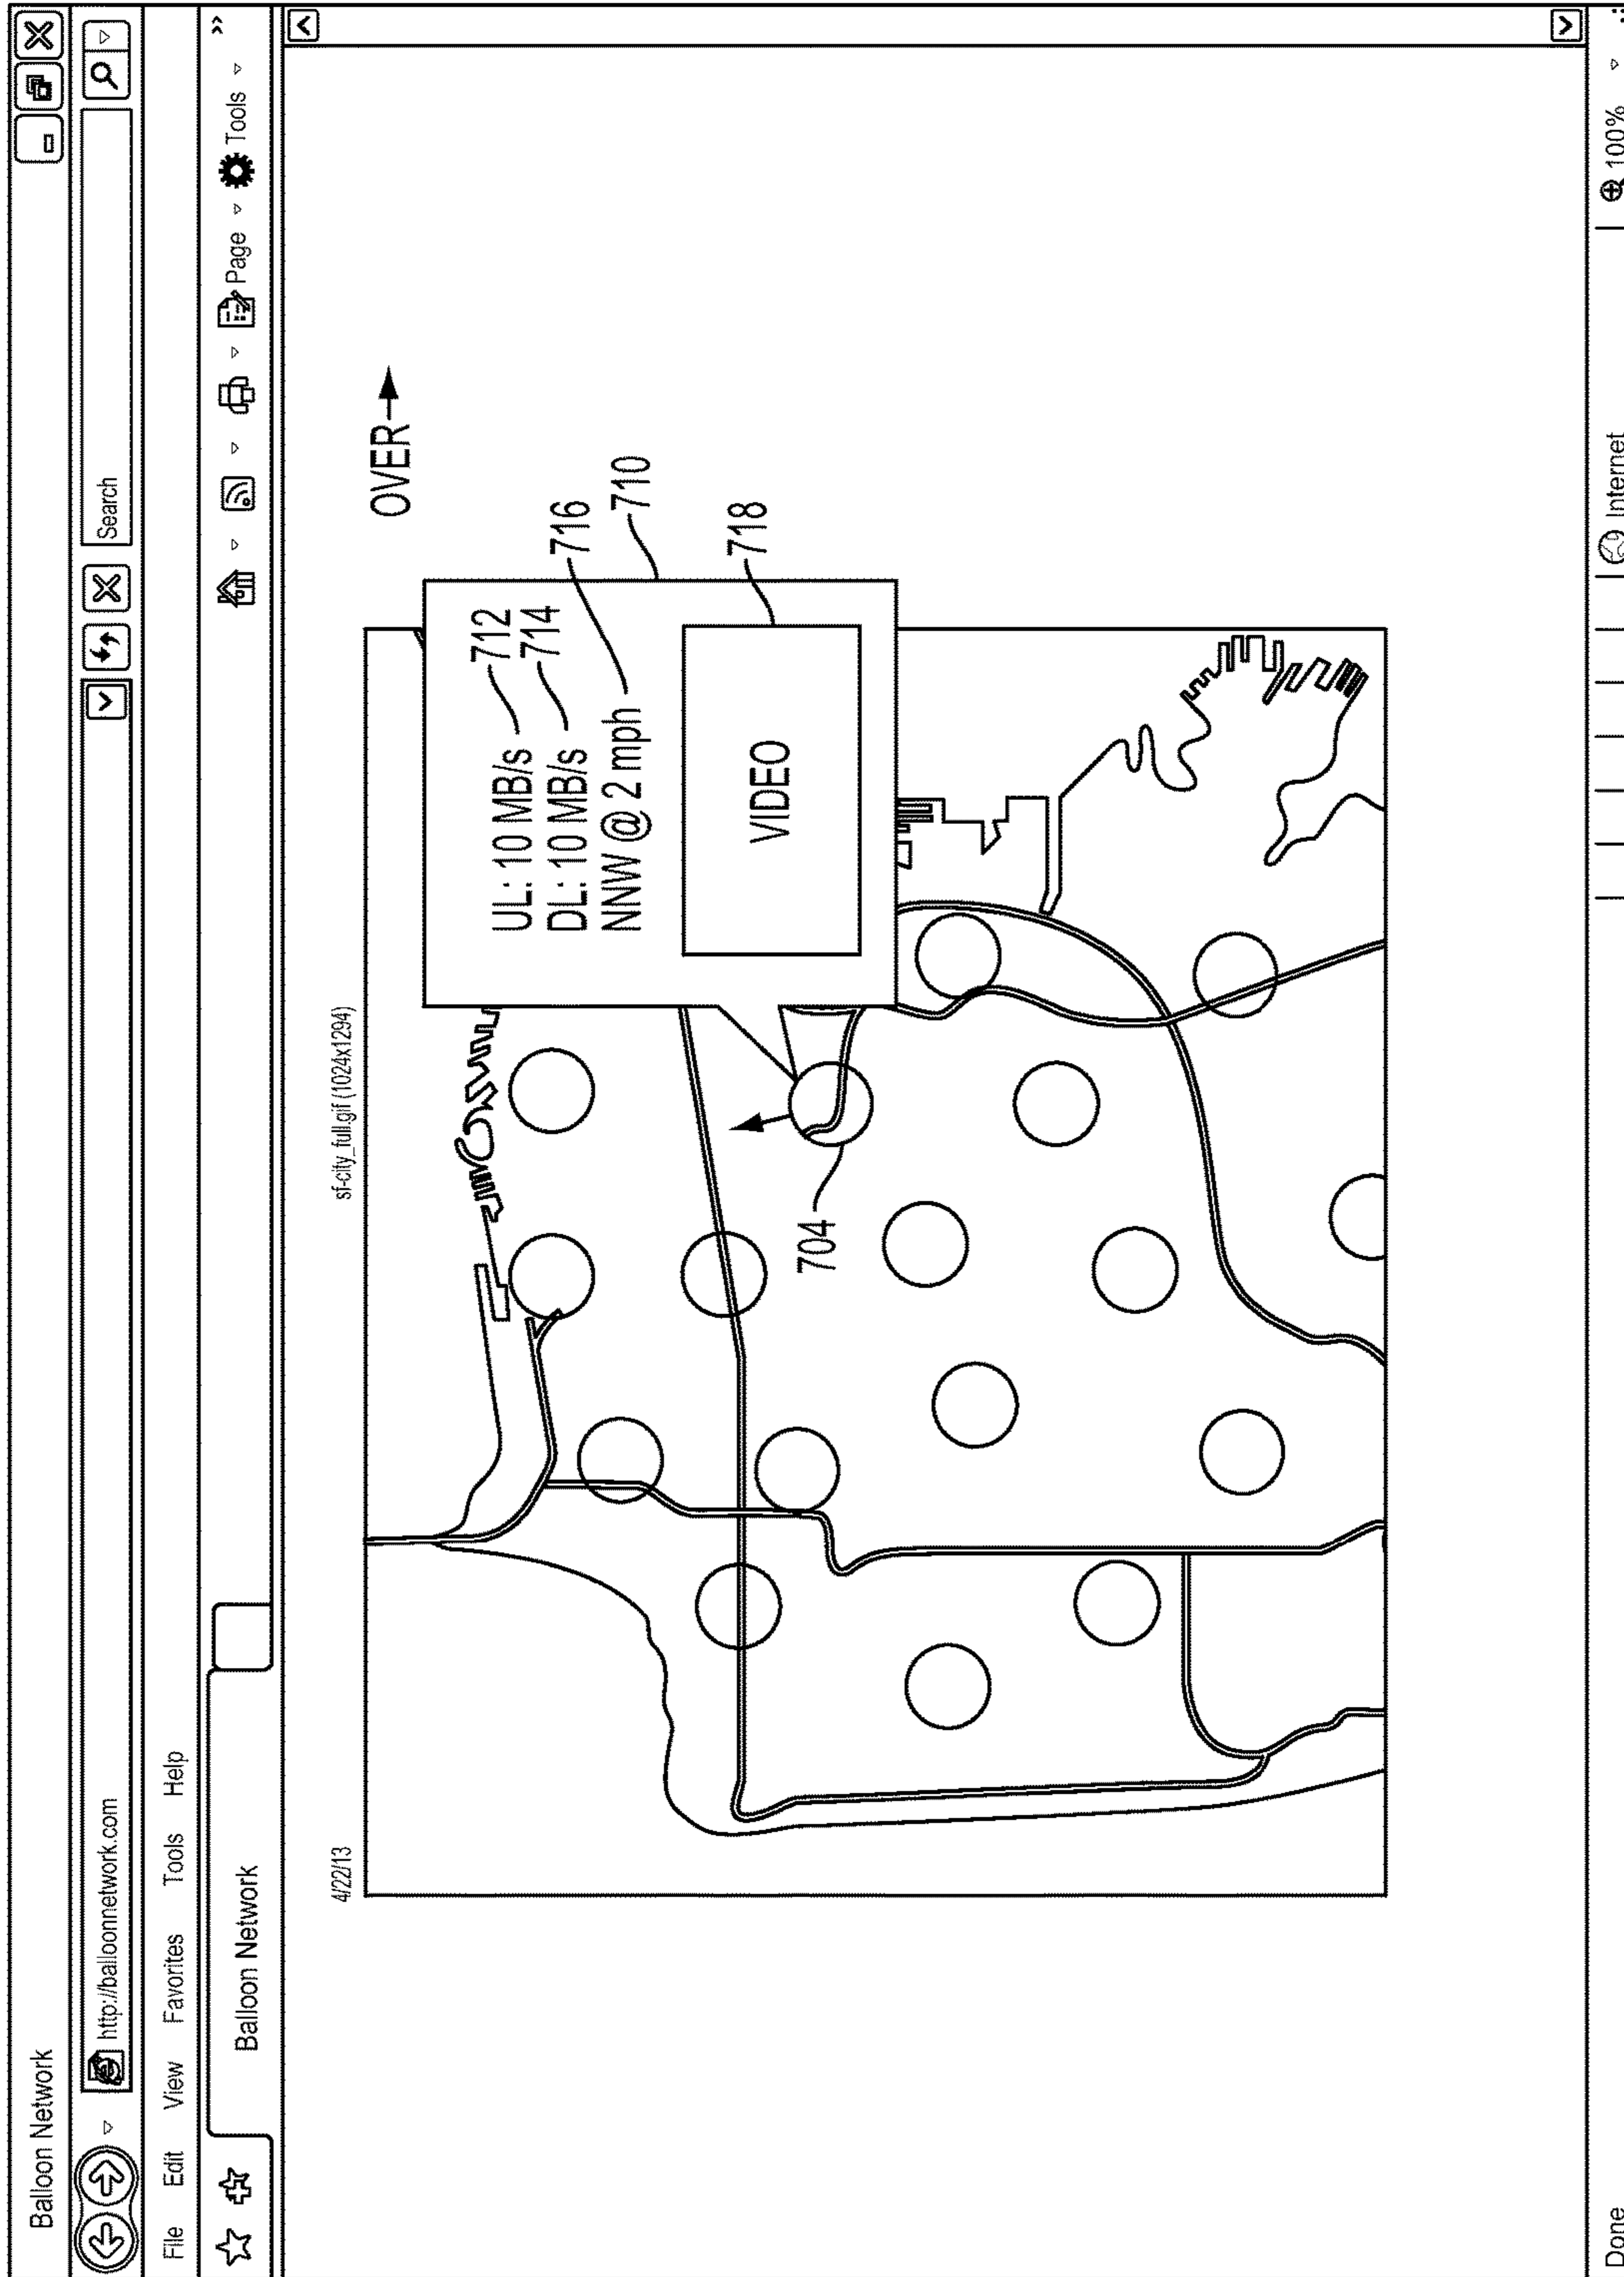 Balloon Network
http://balloonnetwork.com
Search
File Edit View Favorites Tools Help
Balloon Network
Page
Tools
»
4/22/13
sf-city_full.gif (1024x1294)
OVER
UL: 10 MB/s
712
DL: 10 MB/s
714
NNW @ 2 mph
716
710
VIDEO
718
704
Done
Internet
100%